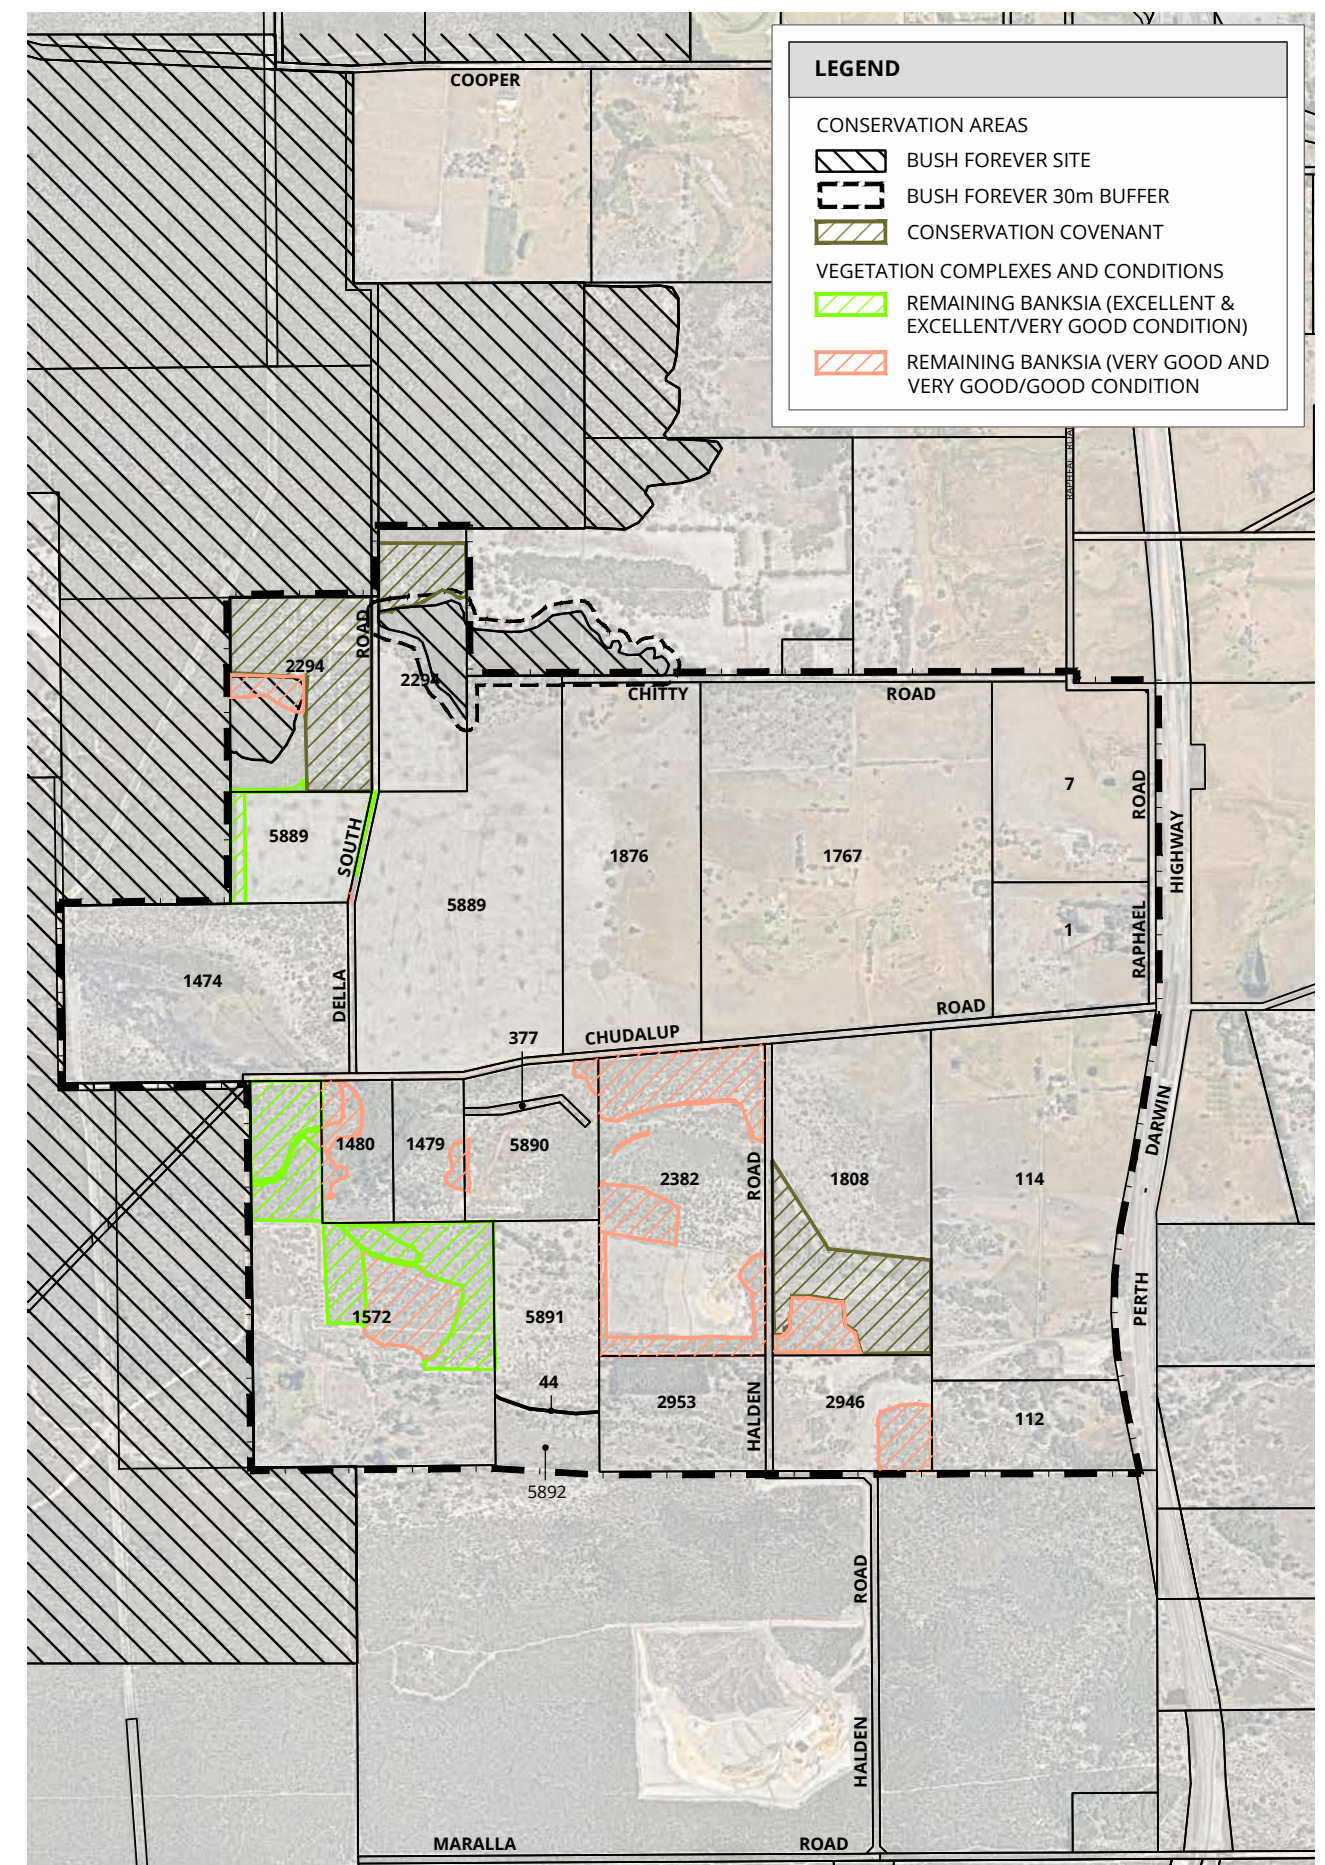 COOPER
LEGEND
CONSERVATION AREAS
BUSH FOREVER SITE
BUSH FOREVER 30m BUFFER
CONSERVATION COVENANT
VEGETATION COMPLEXES AND CONDITIONS
REMAINING BANKSIA (EXCELLENT &
EXCELLENT/VERY GOOD CONDITION)
REMAINING BANKSIA (VERY GOOD AND
VERY GOOD/GOOD CONDITION
ROAD
2294
2294
CHITTY
ROAD
7
ROAD
HIGHWAY
5889
SOUTH
1876
1767
5889
1
RAPHAEL
1474
DELLA
ROAD
377
CHUDALUP
DARWIN
-
PERTH
1480
1479
5890
2382
ROAD
1808
114
1572
5891
44
2953
HALDEN
2946
112
5892
ROAD
HALDEN
MARALLA
ROAD